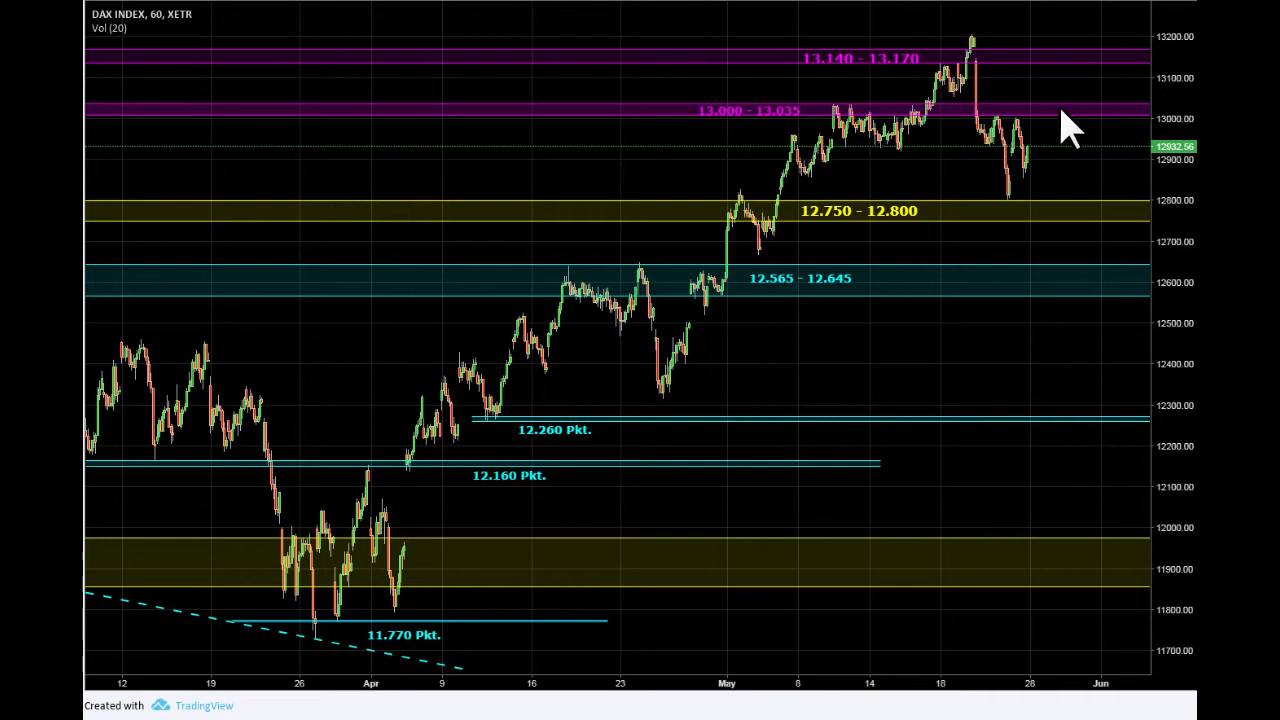 DAX INDEX, 60, XETR
Vol (20)
13200.00
13.140 - 13.170
13100.00
13.000 - 13.035
13000.00
12932.56
12900.00
12800.00
12.750 - 12.800
12700.00
12.565 - 12.645
12600.00
12500.00
12400.00
12300.00
12.260 Pkt.
12200.00
12.160 Pkt.
12100.00
12000.00
11900.00
11800.00
11.770 Pkt.
11700.00
12 19 26 Apr 9 16 23 May 8 14 18 28 Jun
Created with TradingView